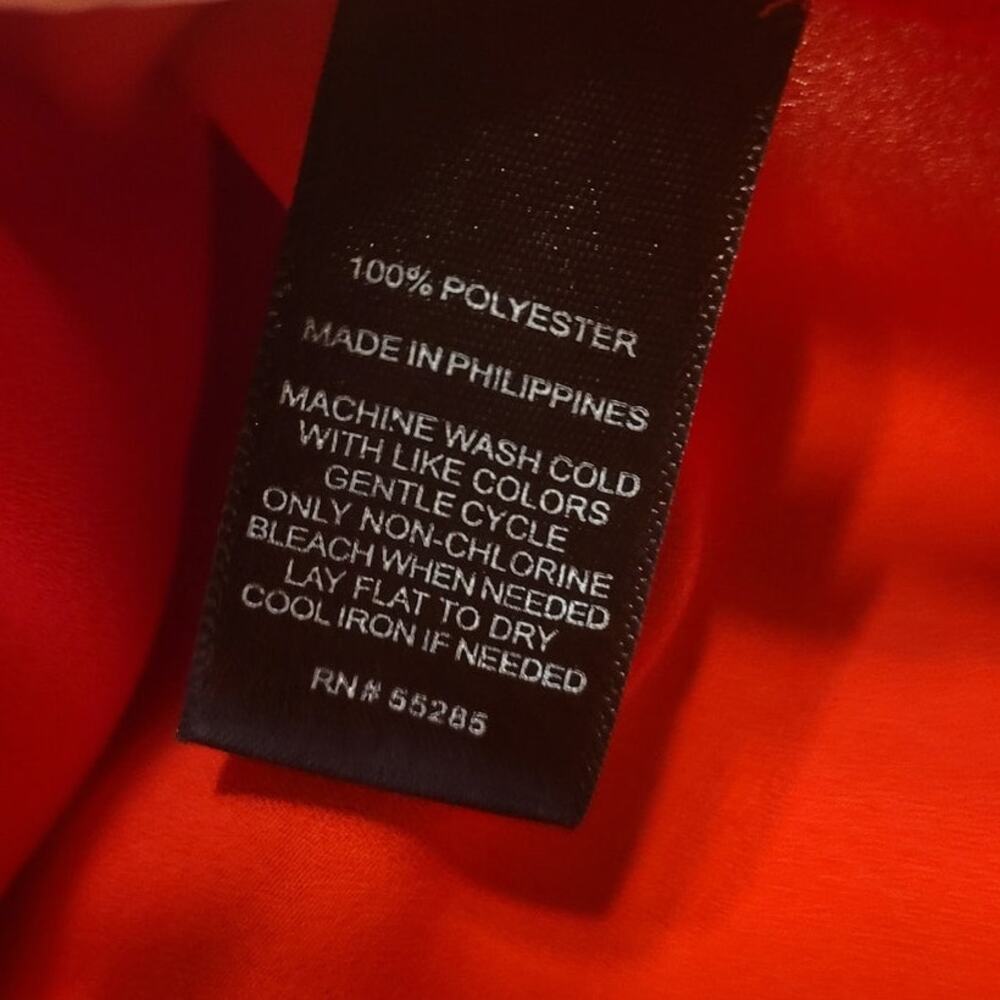 100% POLYESTER
MADE IN PHILIPPINES
MACHINE WASH COLD
WITH LIKE COLORS
GENTLE CYCLE
ONLY NON-CHLORINE
BLEACH WHEN NEEDED
LAY FLAT TO DRY
COOL IRON IF NEEDED
RN# 55285